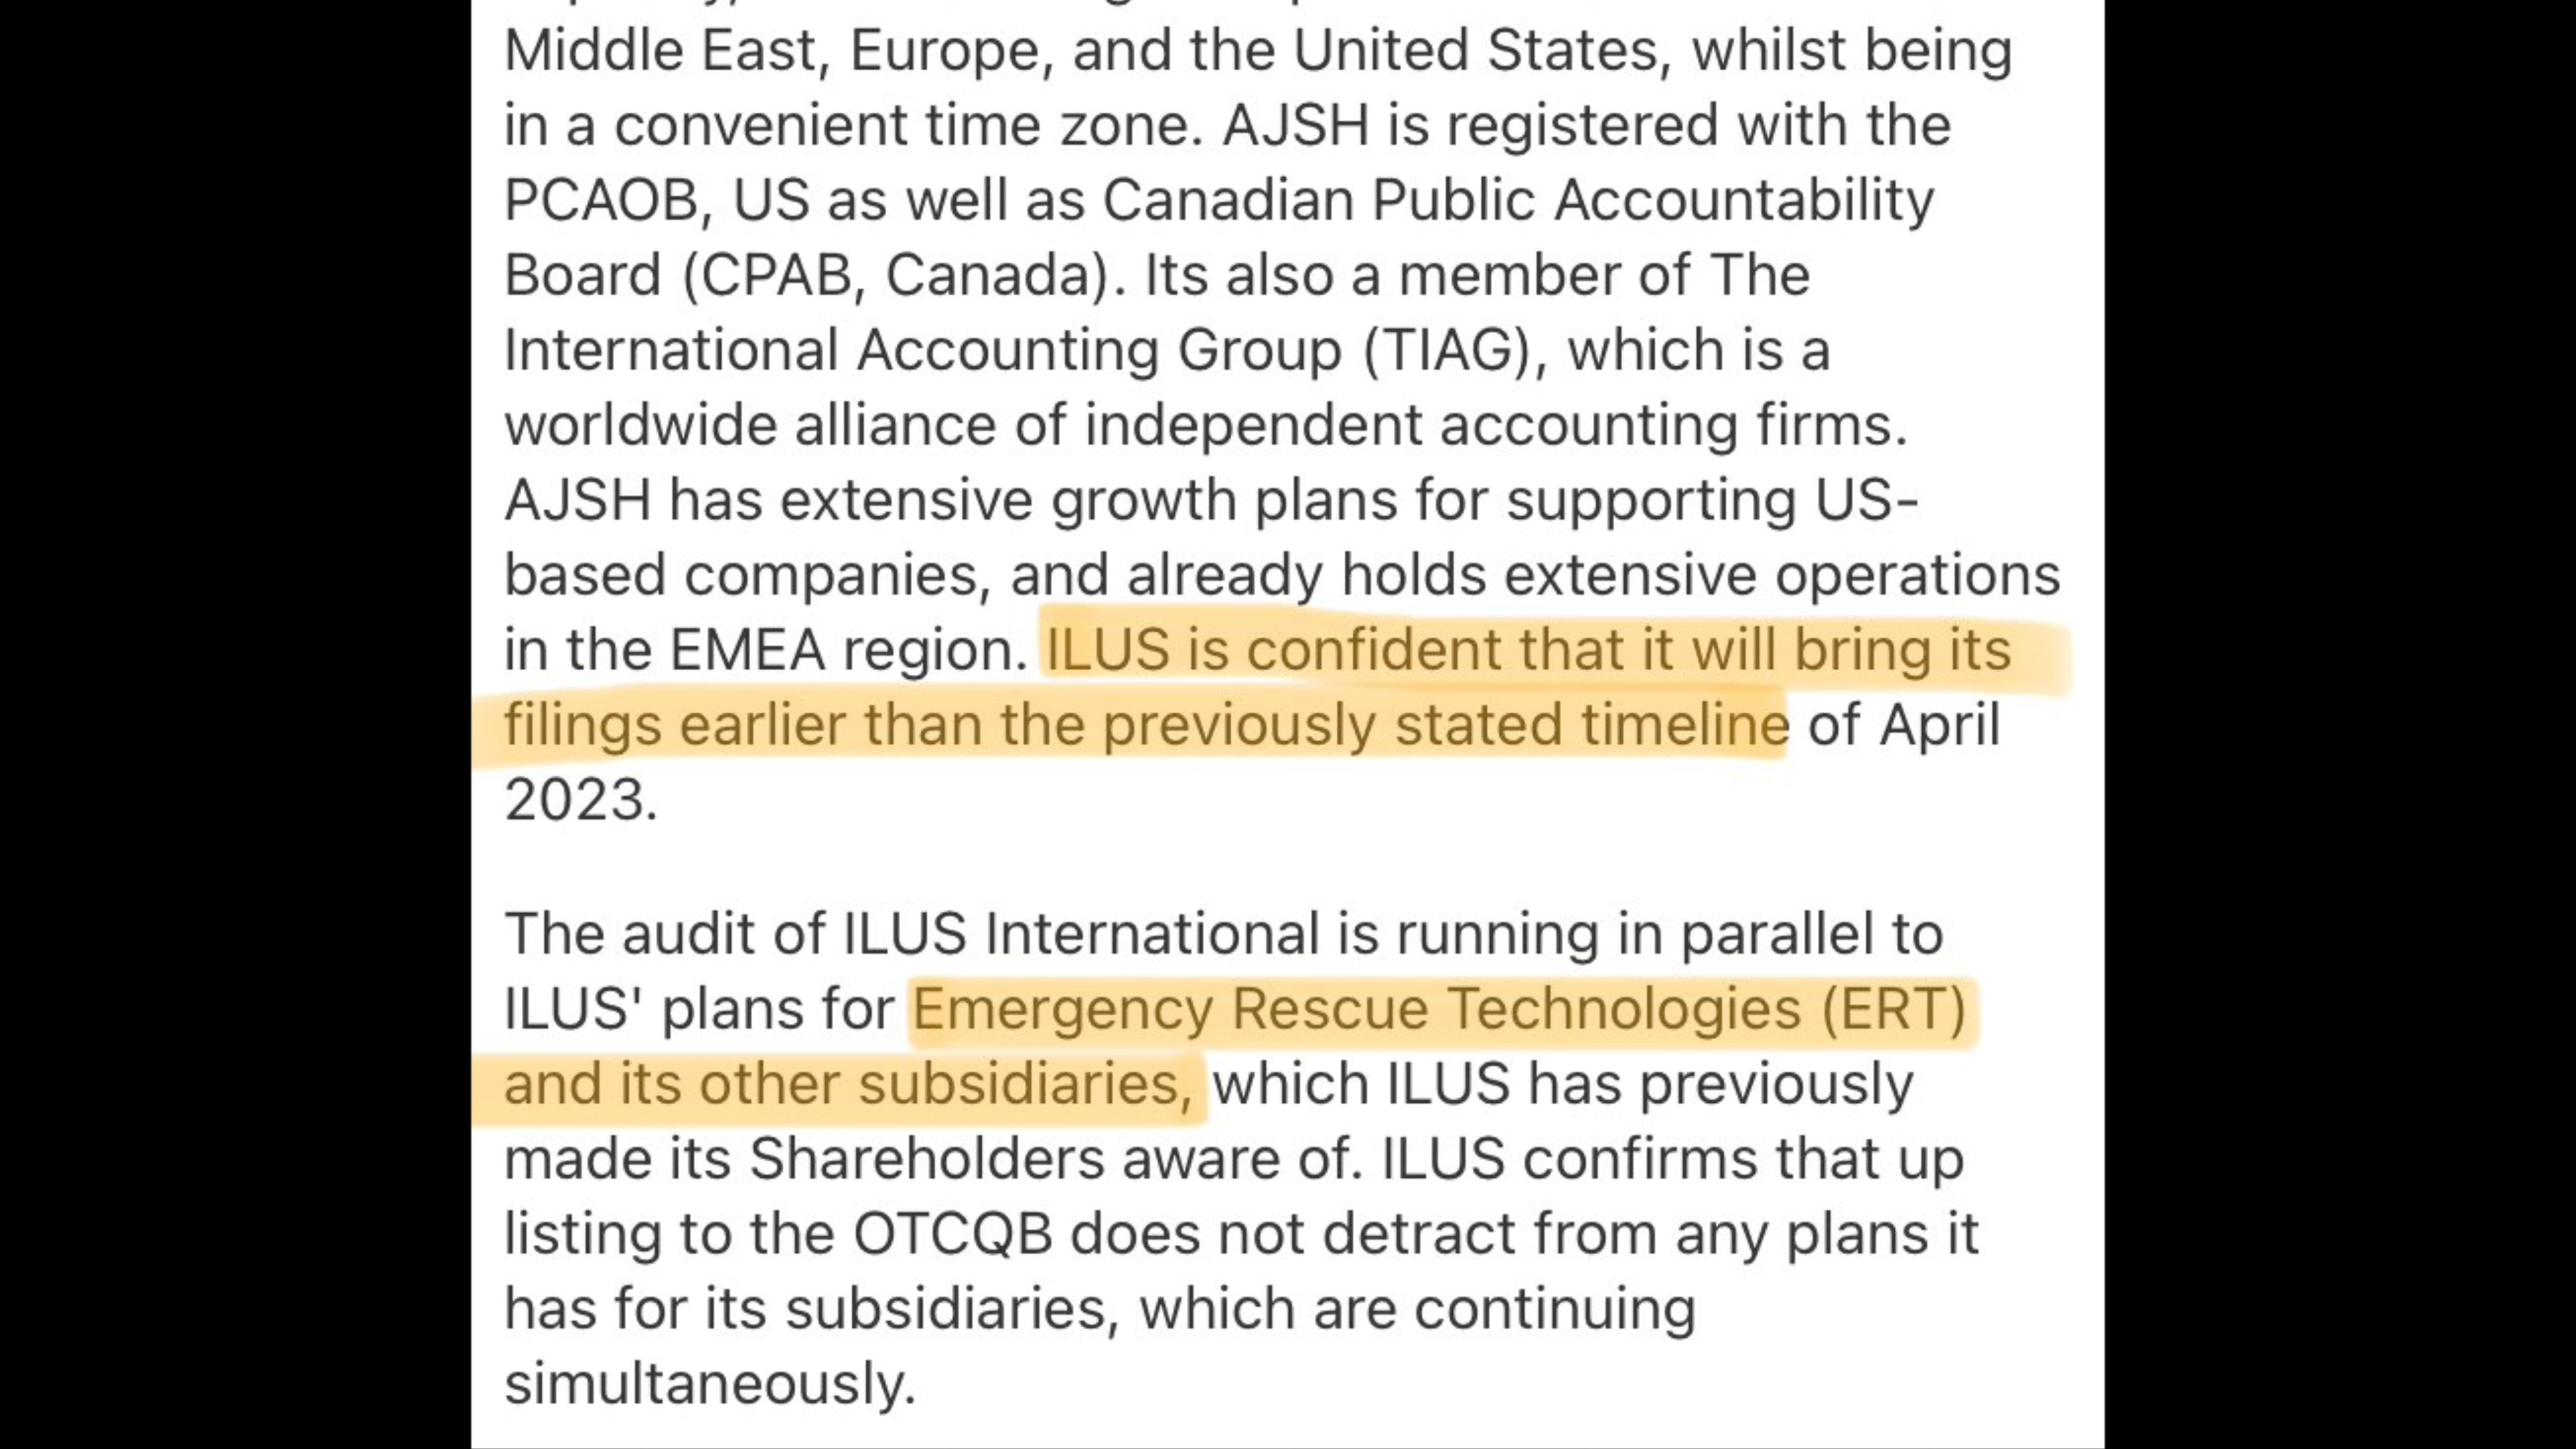 Middle East, Europe, and the United States, whilst being
in a convenient time zone. AJSH is registered with the
PCAOB, US as well as Canadian Public Accountability
Board (CPAB, Canada). Its also a member of The
International Accounting Group (TIAG), which is a
worldwide alliance of independent accounting firms.
AJSH has extensive growth plans for supporting US-
based companies, and already holds extensive operations
in the EMEA region. ILUS is confident that it will bring its
filings earlier than the previously stated timeline of April
2023.
The audit of ILUS International is running in parallel to
ILUS' plans for Emergency Rescue Technologies (ERT)
and its other subsidiaries, which ILUS has previously
made its Shareholders aware of. ILUS confirms that up
listing to the OTCQB does not detract from any plans it
has for its subsidiaries, which are continuing
simultaneously.